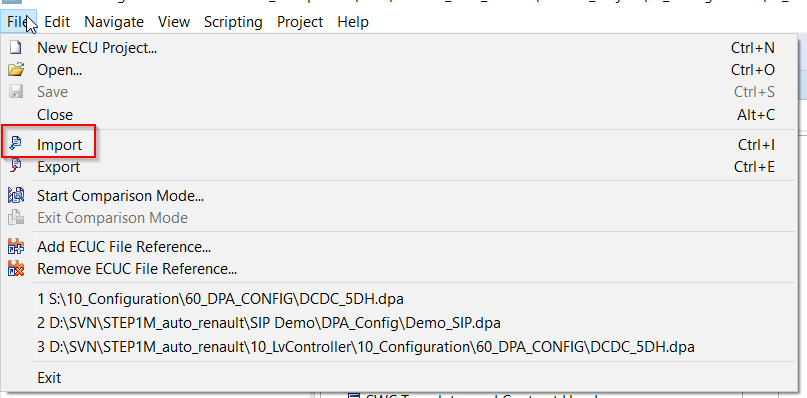 File Edit Navigate View Scripting Project Help
New ECU Project... Ctrl+N
Open... Ctrl+O
Save Ctrl+S
Close Alt+C
Import Ctrl+I
Export Ctrl+E
Start Comparison Mode...
Exit Comparison Mode
Add ECUC File Reference...
Remove ECUC File Reference...
1 S:\10_Configuration\60_DPA_CONFIG\DCDC_5DH.dpa
2 D:\SVN\STEP1M_auto_renault\SIP Demo\DPA_Config\Demo_SIP.dpa
3 D:\SVN\STEP1M_auto_renault\10_LvController\10_Configuration\60_DPA_CONFIG\DCDC_5DH.dpa
Exit